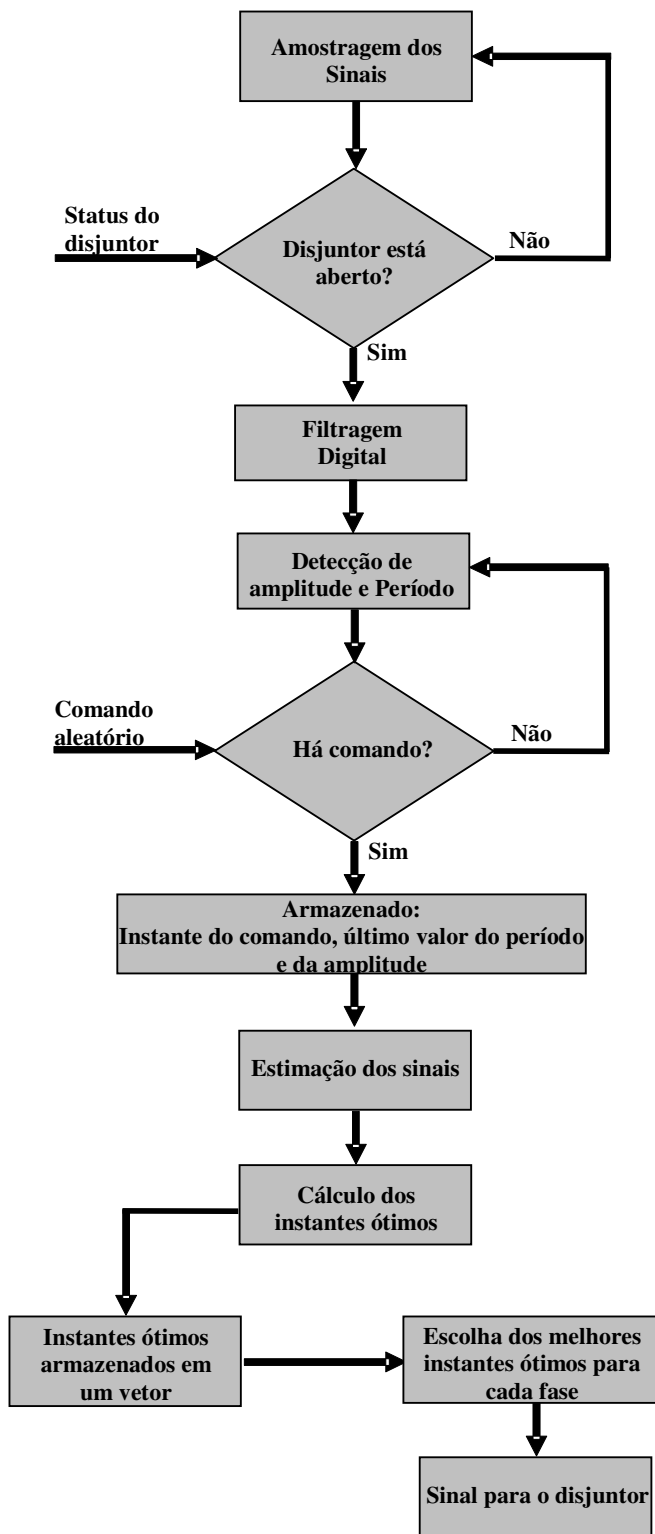 Amostragem dos
Sinais
Status do
disjuntor
Disjuntor está
aberto?
Não
Sim
Filtragem
Digital
Detecção de
amplitude e Período
Comando
aleatório
Há comando?
Não
Sim
Armazenado:
Instante do comando, último valor do período
e da amplitude
Estimação dos sinais
Cálculo dos
instantes ótimos
Instantes ótimos
armazenados em
um vetor
Escolha dos melhores
instantes ótimos para
cada fase
Sinal para o disjuntor